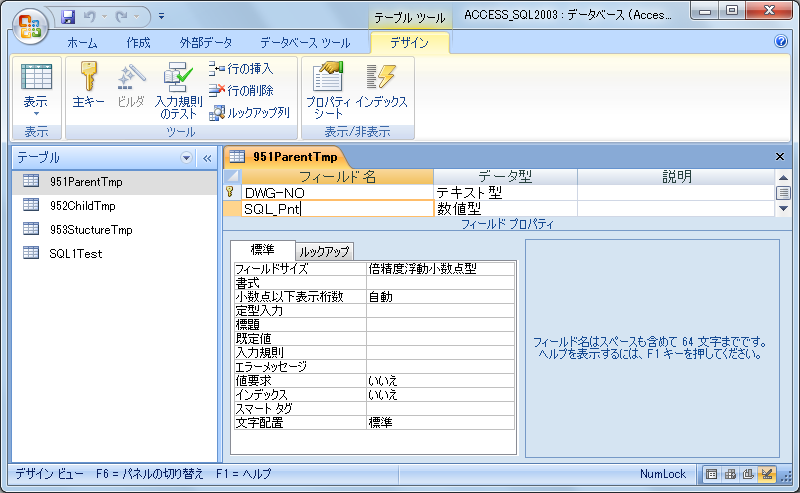 テーブル ツール
ACCESS_SQL2003 : データベース (Acces...
ホーム 作成 外部データ データベース ツール デザイン
表示
主キー
ビルダ
入力規則
のテスト
行の挿入
行の削除
ルックアップ列
プロパティ
シート
インデックス
表示 ツール 表示/非表示
テーブル
951ParentTmp
952ChildTmp
953StuctureTmp
SQL1Test
951ParentTmp
フィールド名 データ型 説明
DWG-NO テキスト型
SQL_Pnt 数値型
フィールド プロパティ
標準 ルックアップ
フィールドサイズ 倍精度浮動小数点型
書式
小数点以下表示桁数 自動
定型入力
標題
既定値
入力規則
エラーメッセージ
値要求 いいえ
インデックス いいえ
スマート タグ
文字配置 標準
フィールド名はスペースも含めて 64 文字までです。
ヘルプを表示するには、F1 キーを押してください。
デザイン ビュー F6 = パネルの切り替え F1 = ヘルプ NumLock